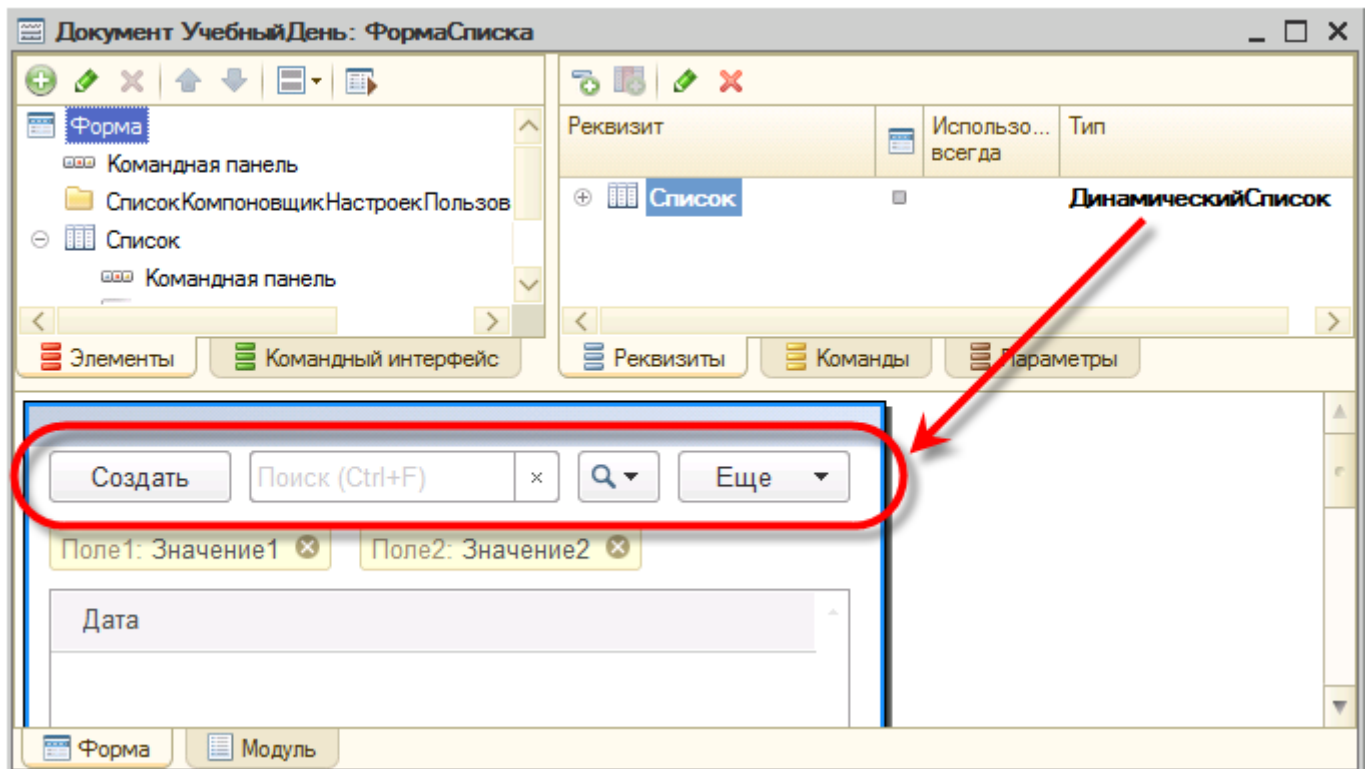 Документ УчебныйДень: ФормаСписка
Форма
Командная панель
СписокКомпоновщикНастроекПользов
Список
Командная панель
Элементы
Командный интерфейс
Реквизит
Использо... всегда
Тип
Список
ДинамическийСписок
Реквизиты
Команды
Параметры
Создать
Поиск (Ctrl+F)
×
Еще
Поле1: Значение1
Поле2: Значение2
Дата
Форма
Модуль